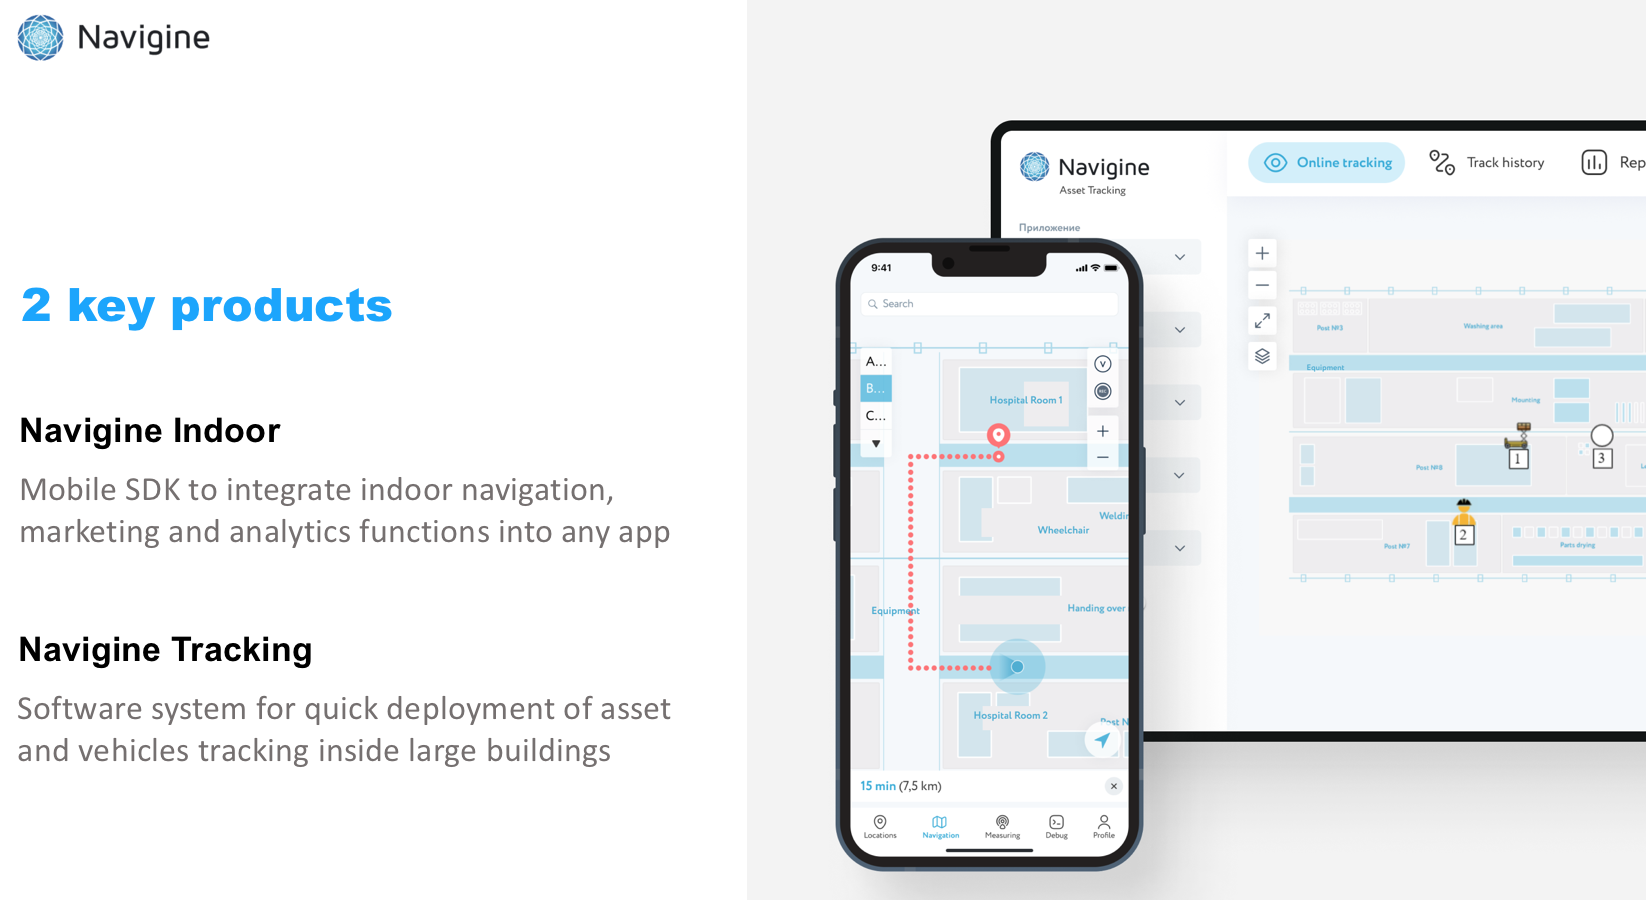 Navigine
2 key products
Navigine Indoor
Mobile SDK to integrate indoor navigation,
marketing and analytics functions into any app
Navigine Tracking
Software system for quick deployment of asset
and vehicles tracking inside large buildings
9:41
Search
A...
B...
C...
V
Hospital Room 1
Wheelchair
Equipment
Handing over
Hospital Room 2
15 min (7,5 km)
Locations
Navigation
Measuring
Debug
Profile
Navigine
Asset Tracking
Приложение
Online tracking
Track history
Rep
Post №3
Washing area
Equipment
Mounting
Post №8
1
3
2
Post №7
Parts drying